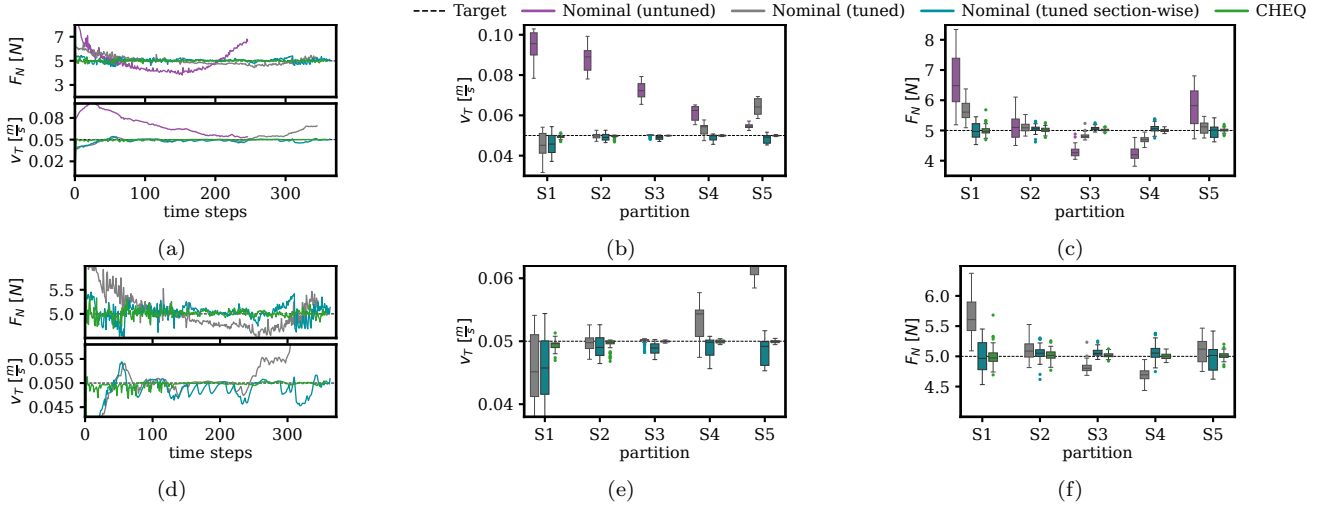 Target Nominal (untuned) Nominal (tuned) Nominal (tuned section-wise) CHEQ
7
5
3
F_N [N]
0.08
0.05
0.02
v_T [m/s]
0 100 200 300
time steps
(a)
0.10
0.08
0.06
0.04
v_T [m/s]
S1 S2 S3 S4 S5
partition
(b)
8
7
6
5
4
F_N [N]
S1 S2 S3 S4 S5
partition
(c)
5.5
5.0
F_N [N]
0.055
0.050
0.045
v_T [m/s]
0 100 200 300
time steps
(d)
0.06
0.05
0.04
v_T [m/s]
S1 S2 S3 S4 S5
partition
(e)
6.0
5.5
5.0
4.5
F_N [N]
S1 S2 S3 S4 S5
partition
(f)